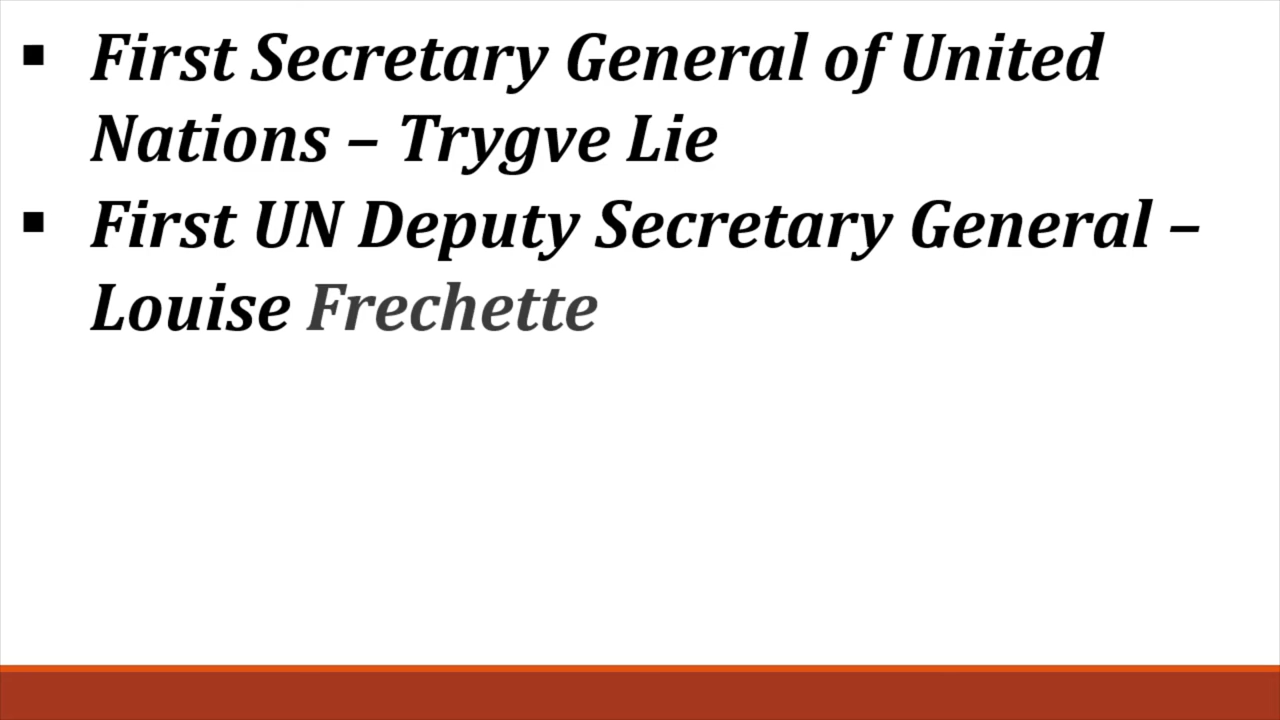 ▪ First Secretary General of United
Nations – Trygve Lie
▪ First UN Deputy Secretary General –
Louise Frechette